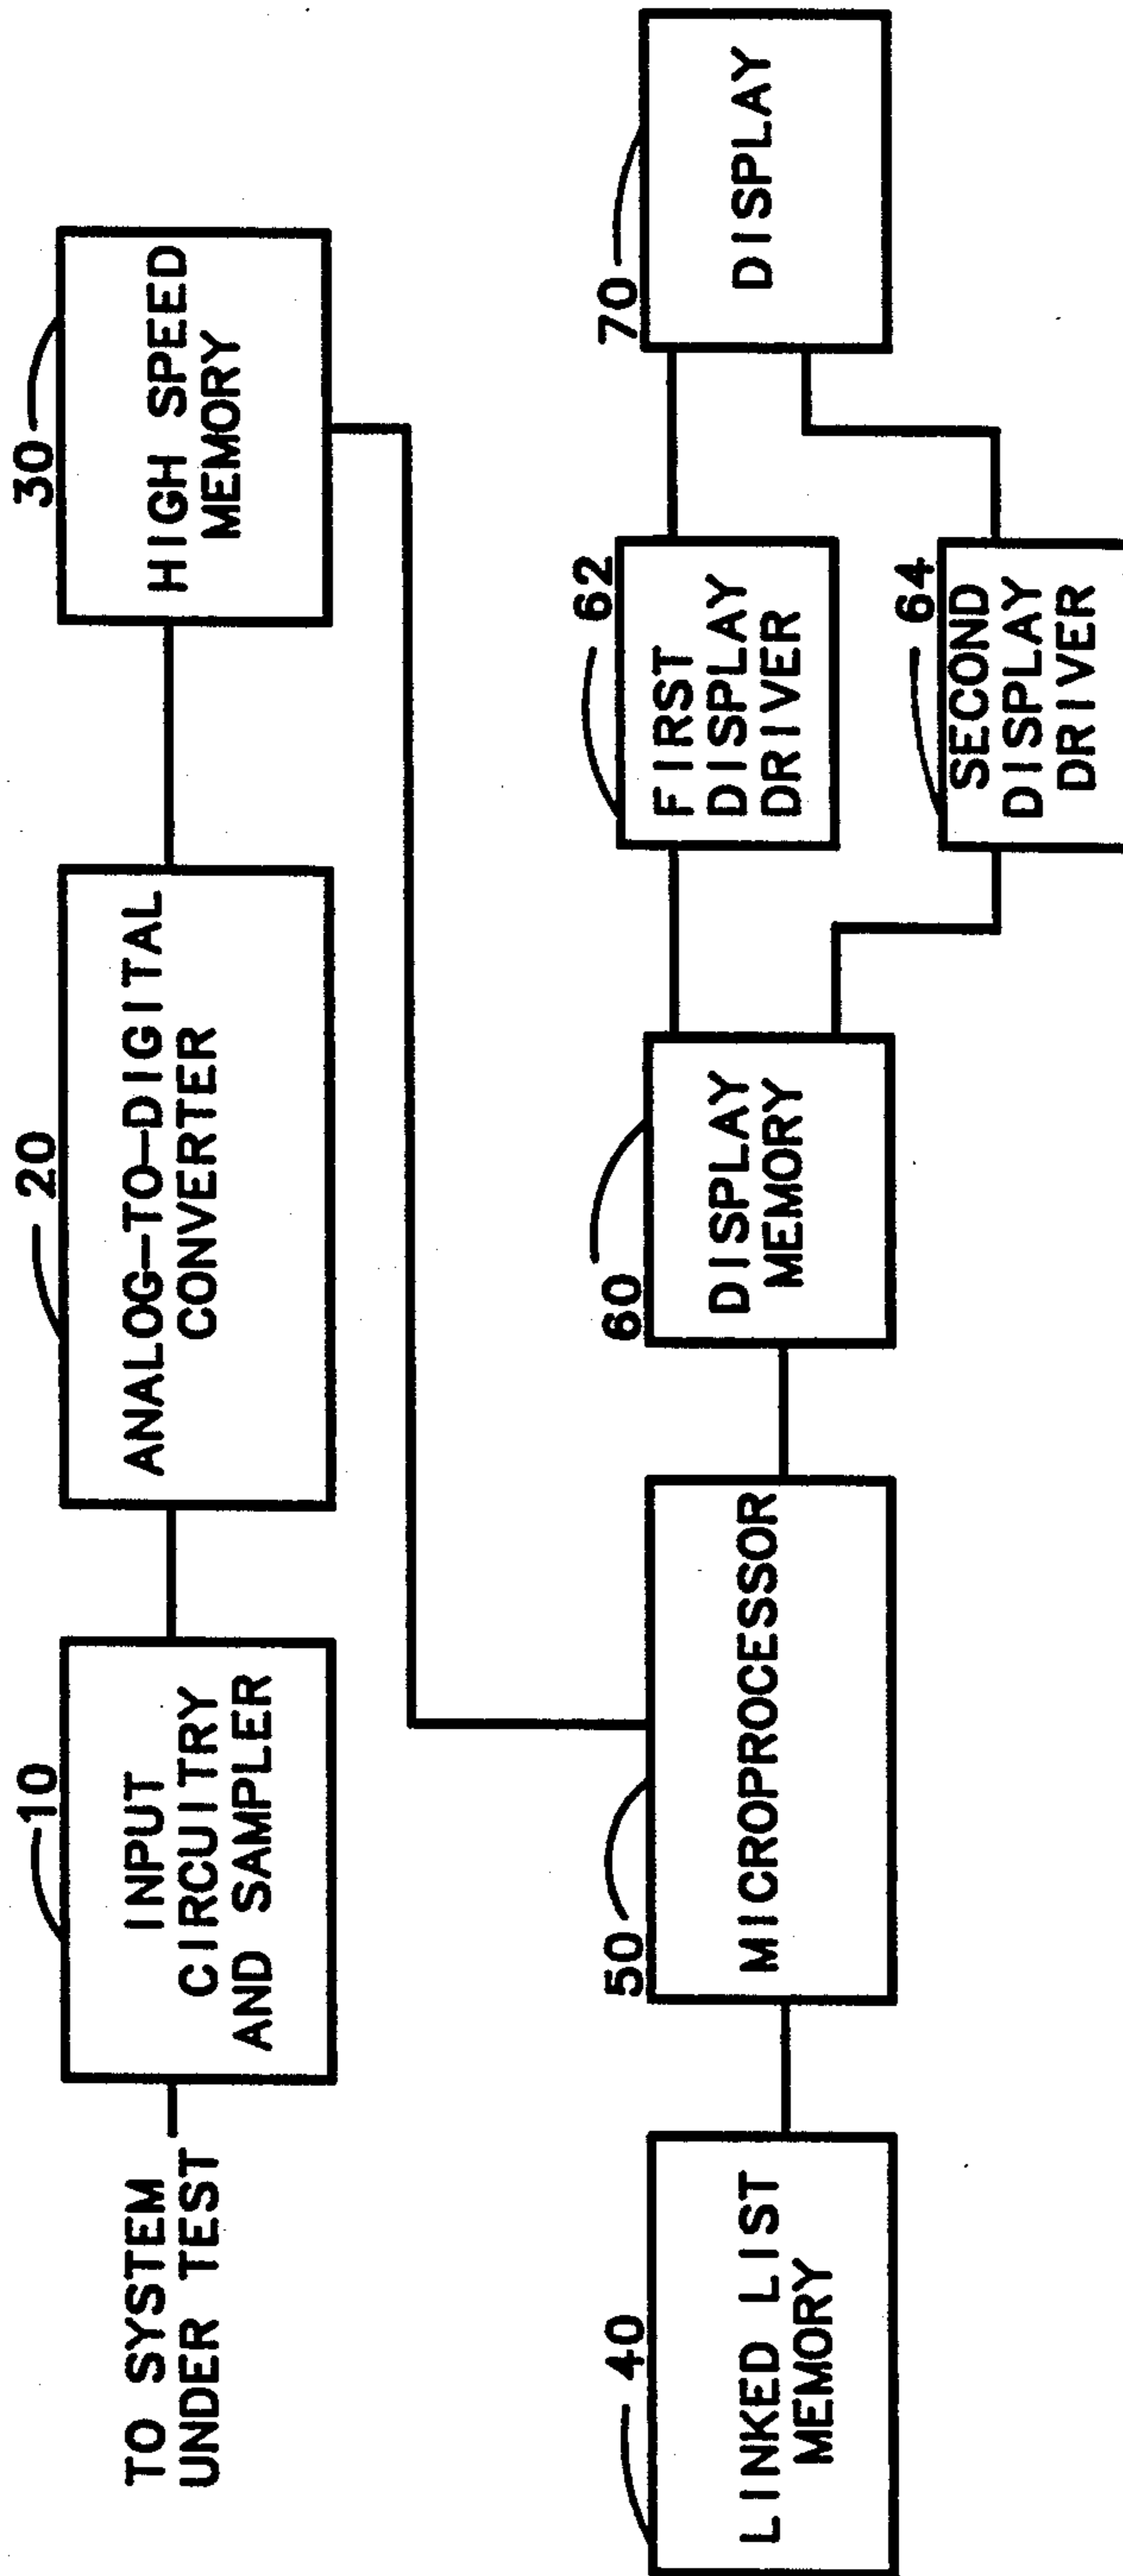 TO SYSTEM
UNDER TEST
10
INPUT
CIRCUITRY
AND SAMPLER
20
ANALOG-TO-DIGITAL
CONVERTER
30
HIGH SPEED
MEMORY
40
LINKED LIST
MEMORY
50
MICROPROCESSOR
60
DISPLAY
MEMORY
62
FIRST
DISPLAY
DRIVER
64
SECOND
DISPLAY
DRIVER
70
DISPLAY